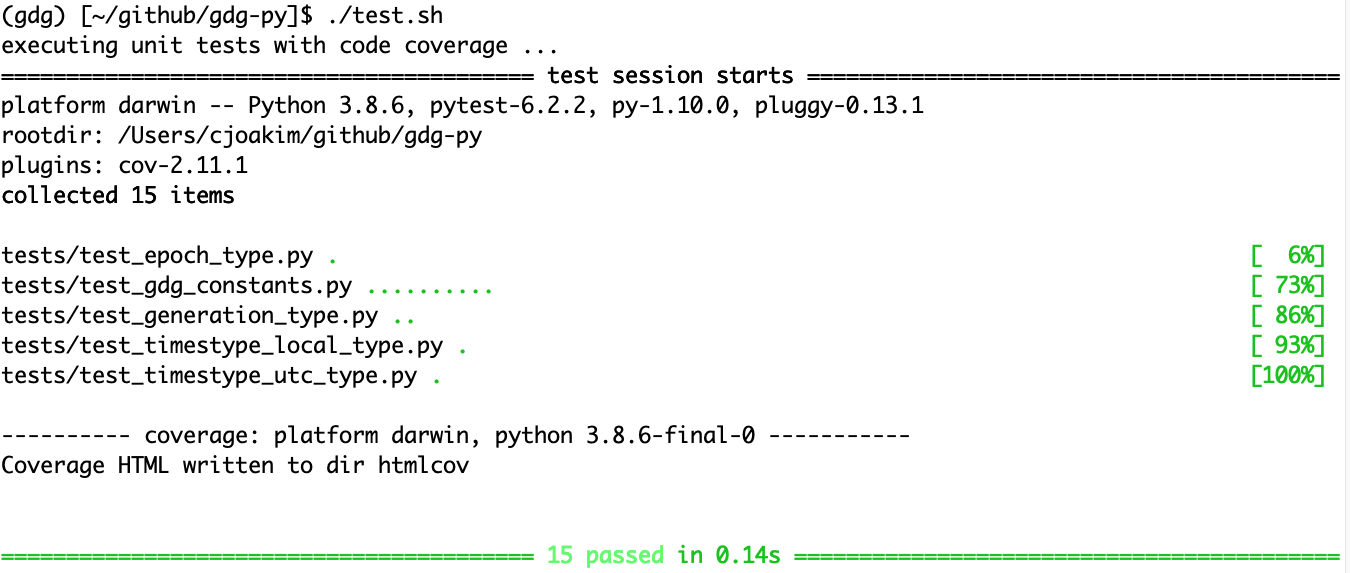 (gdg) [~/github/gdg-py]$ ./test.sh
executing unit tests with code coverage ...
========================================= test session starts =========================================
platform darwin -- Python 3.8.6, pytest-6.2.2, py-1.10.0, pluggy-0.13.1
rootdir: /Users/cjoakim/github/gdg-py
plugins: cov-2.11.1
collected 15 items
tests/test_epoch_type.py . [  6%]
tests/test_gdg_constants.py .......... [ 73%]
tests/test_generation_type.py .. [ 86%]
tests/test_timestype_local_type.py . [ 93%]
tests/test_timestype_utc_type.py . [100%]
---------- coverage: platform darwin, python 3.8.6-final-0 -----------
Coverage HTML written to dir htmlcov
========================================= 15 passed in 0.14s ==========================================